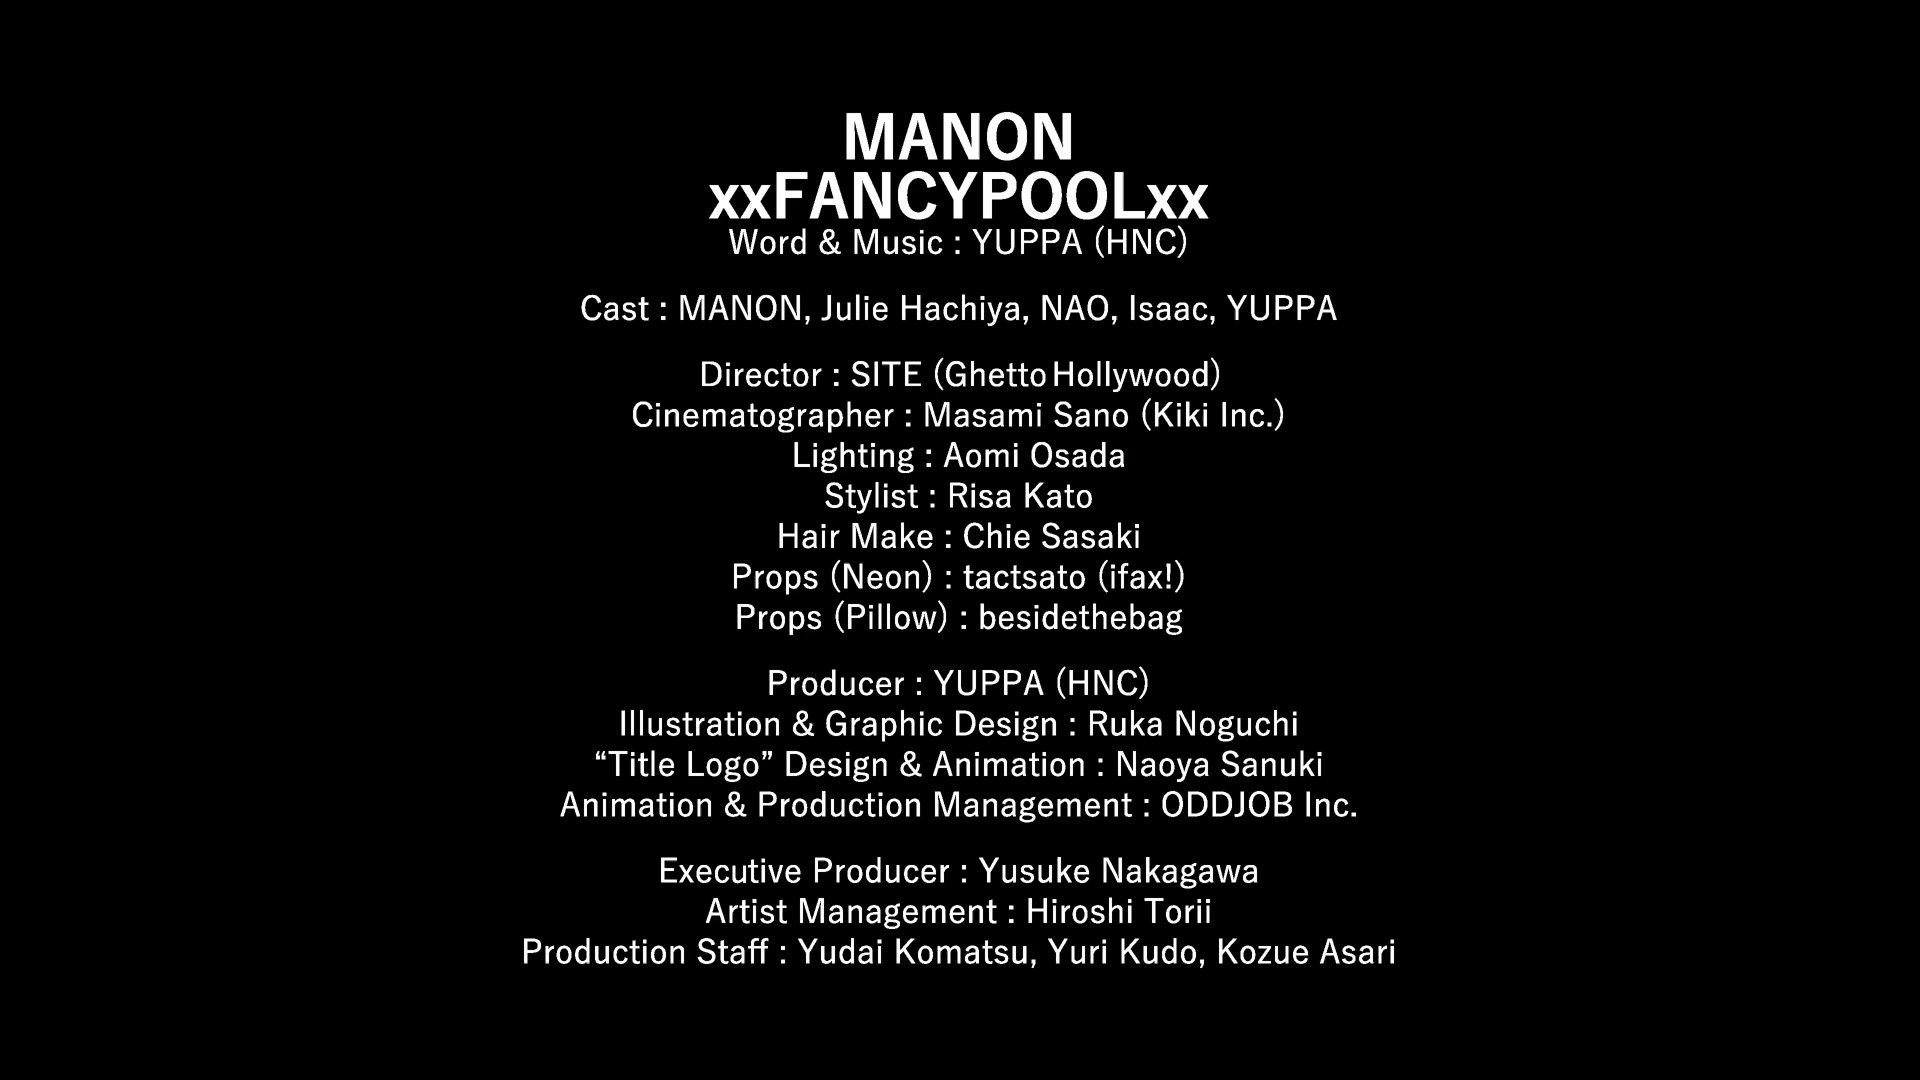 MANON
xxFANCYPOOLxx
Word & Music : YUPPA (HNC)
Cast : MANON, Julie Hachiya, NAO, Isaac, YUPPA
Director : SITE (Ghetto Hollywood)
Cinematographer : Masami Sano (Kiki Inc.)
Lighting : Aomi Osada
Stylist : Risa Kato
Hair Make : Chie Sasaki
Props (Neon) : tactsato (ifax!)
Props (Pillow) : besidethebag
Producer : YUPPA (HNC)
Illustration & Graphic Design : Ruka Noguchi
“Title Logo” Design & Animation : Naoya Sanuki
Animation & Production Management : ODDJOB Inc.
Executive Producer : Yusuke Nakagawa
Artist Management : Hiroshi Torii
Production Staff : Yudai Komatsu, Yuri Kudo, Kozue Asari